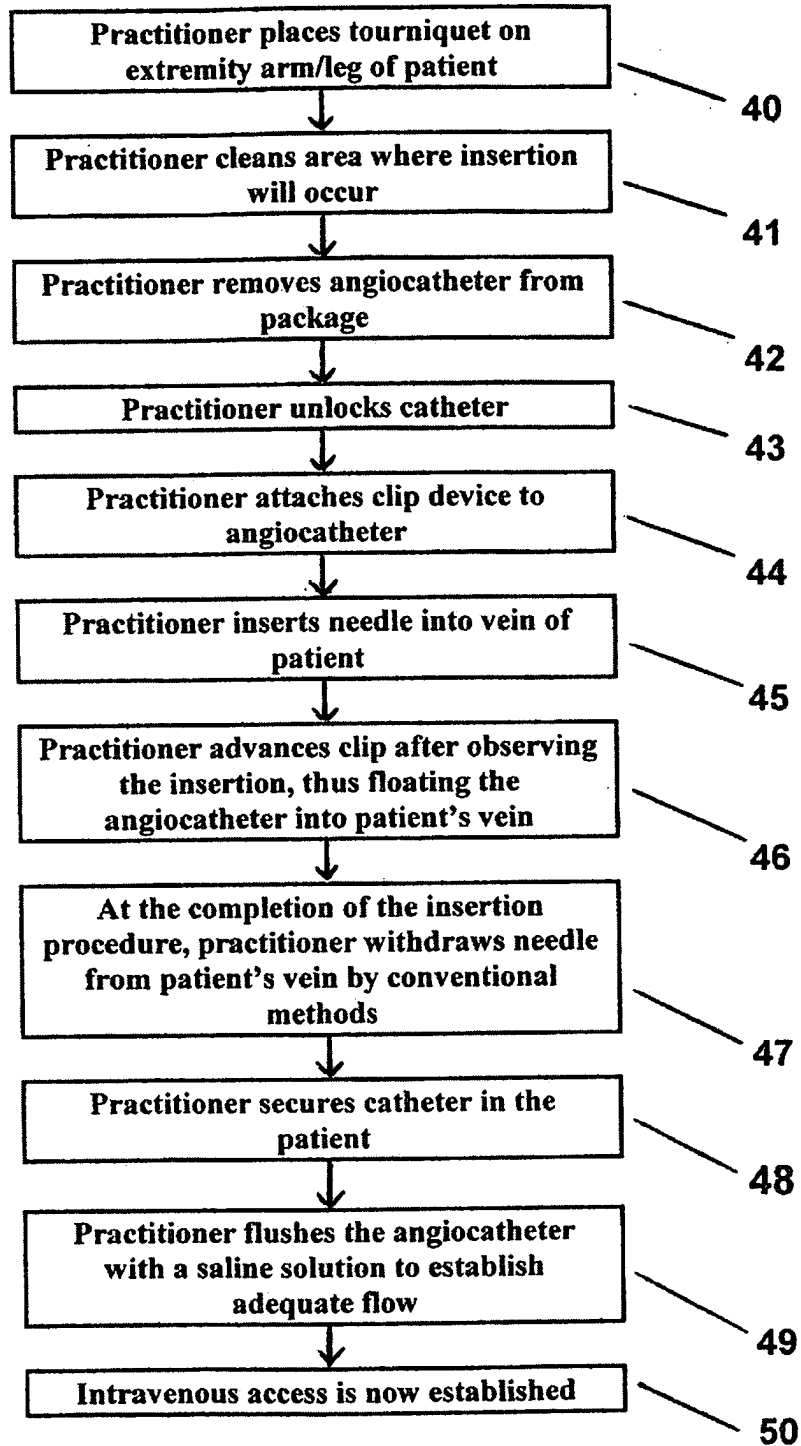 Practitioner places tourniquet on
extremity arm/leg of patient
40
Practitioner cleans area where insertion
will occur
41
Practitioner removes angiocatheter from
package
42
Practitioner unlocks catheter
43
Practitioner attaches clip device to
angiocatheter
44
Practitioner inserts needle into vein of
patient
45
Practitioner advances clip after observing
the insertion, thus floating the
angiocatheter into patient's vein
46
At the completion of the insertion
procedure, practitioner withdraws needle
from patient's vein by conventional
methods
47
Practitioner secures catheter in the
patient
48
Practitioner flushes the angiocatheter
with a saline solution to establish
adequate flow
49
Intravenous access is now established
50